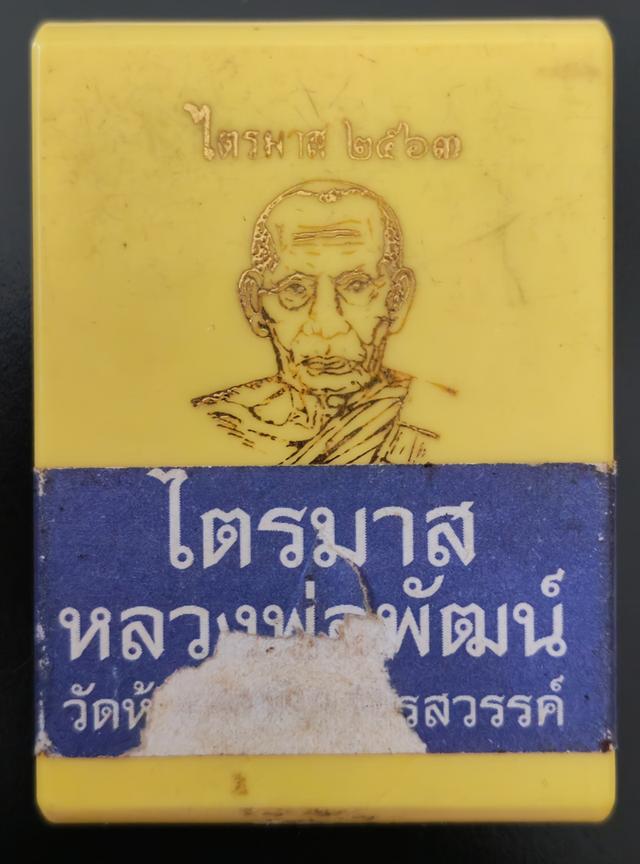 ไตรมาส ๒๕๖๓
ไตรมาส
หลวงพ่อพัฒน์
วัดห้ รสวรรค์